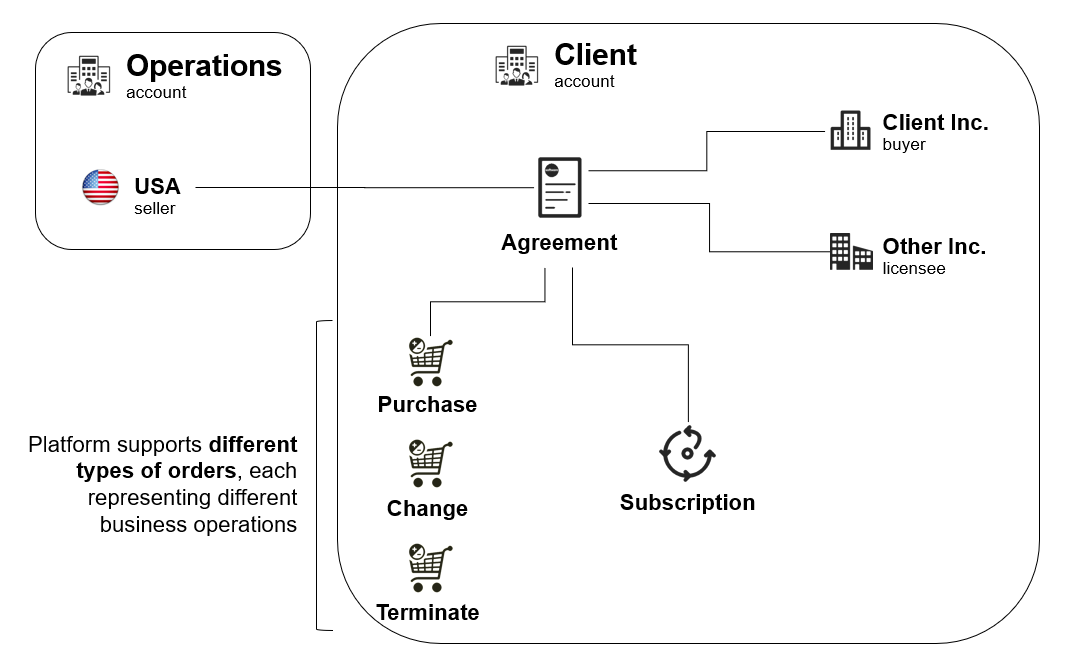 Operations
account
USA
seller
Client
account
Client Inc.
buyer
Agreement
Other Inc.
licensee
Purchase
Change
Terminate
Subscription
Platform supports different
types of orders, each
representing different
business operations